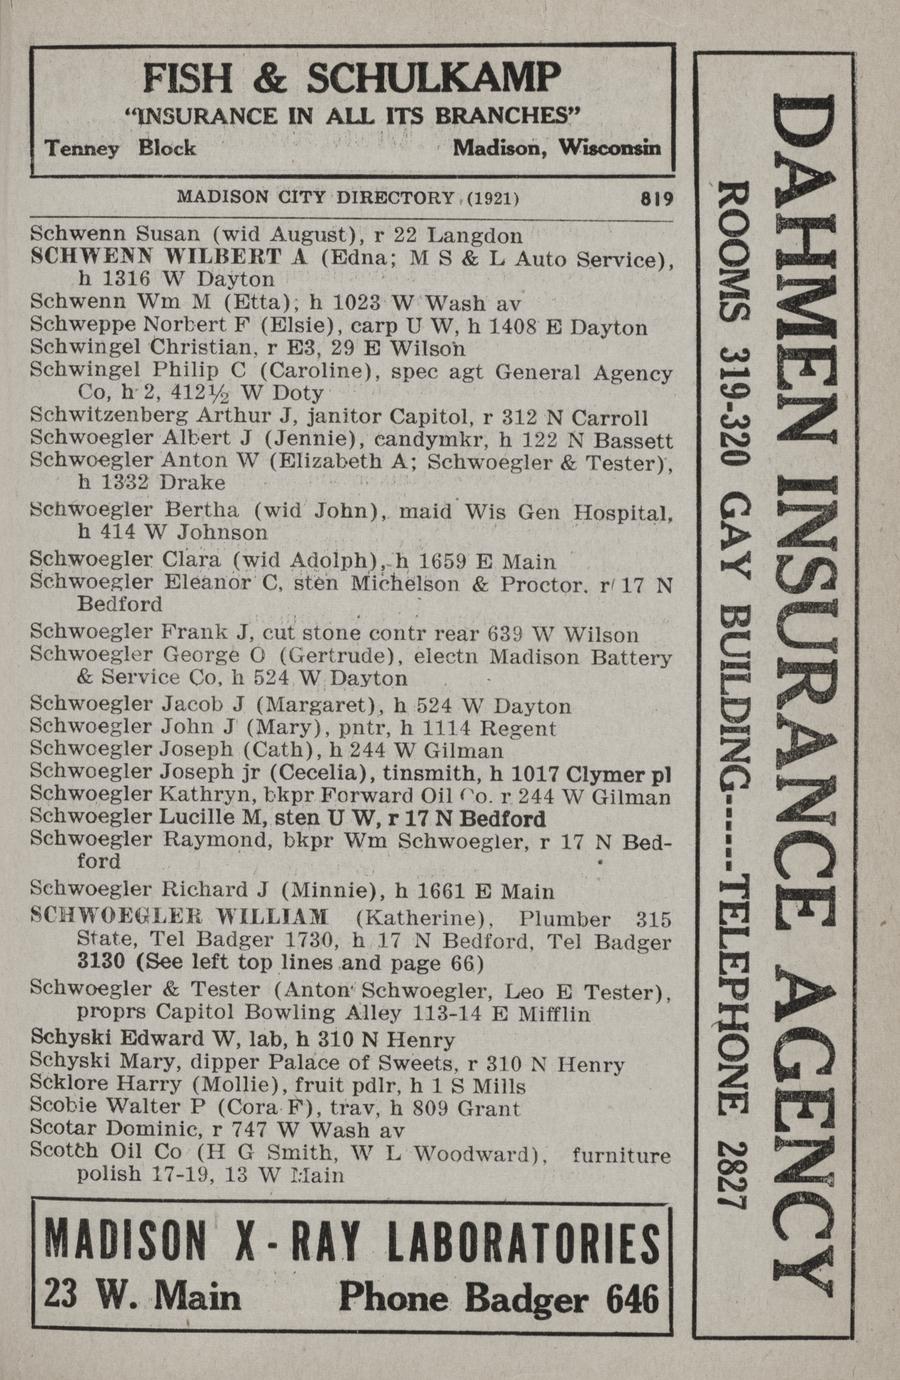 FISH & SCHULKAMP
“INSURANCE IN ALL ITS BRANCHES”
Tenney Block Madison, Wisconsin
MADISON CITY DIRECTORY (1921) 819
Schwenn Susan (wid August), r 22 Langdon
SCHWENN WILBERT A (Edna; M S & L Auto Service),
h 1316 W Dayton
Schwenn Wm M (Etta), h 1023 W Wash av
Schweppe Norbert F (Elsie), carp U W, h 1408 E Dayton
Schwingel Christian, r E3, 29 E Wilson
Schwingel Philip C (Caroline), spec agt General Agency
Co, h 2, 412½ W Doty
Schwitzenberg Arthur J, janitor Capitol, r 312 N Carroll
Schwoegler Albert J (Jennie), candymkr, h 122 N Bassett
Schwoegler Anton W (Elizabeth A; Schwoegler & Tester),
h 1332 Drake
Schwoegler Bertha (wid John), maid Wis Gen Hospital,
h 414 W Johnson
Schwoegler Clara (wid Adolph), h 1659 E Main
Schwoegler Eleanor C, sten Michelson & Proctor, r 17 N
Bedford
Schwoegler Frank J, cut stone contr rear 639 W Wilson
Schwoegler George O (Gertrude), electn Madison Battery
& Service Co, h 524 W Dayton
Schwoegler Jacob J (Margaret), h 524 W Dayton
Schwoegler John J (Mary), pntr, h 1114 Regent
Schwoegler Joseph (Cath), h 244 W Gilman
Schwoegler Joseph jr (Cecelia), tinsmith, h 1017 Clymer pl
Schwoegler Kathryn, bkpr Forward Oil Co. r 244 W Gilman
Schwoegler Lucille M, sten U W, r 17 N Bedford
Schwoegler Raymond, bkpr Wm Schwoegler, r 17 N Bed-
ford
Schwoegler Richard J (Minnie), h 1661 E Main
SCHWOEGLER WILLIAM (Katherine), Plumber 315
State, Tel Badger 1730, h 17 N Bedford, Tel Badger
3130 (See left top lines and page 66)
Schwoegler & Tester (Anton Schwoegler, Leo E Tester),
proprs Capitol Bowling Alley 113-14 E Mifflin
Schyski Edward W, lab, h 310 N Henry
Schyski Mary, dipper Palace of Sweets, r 310 N Henry
Scklore Harry (Mollie), fruit pdlr, h 1 S Mills
Scobie Walter P (Cora F), trav, h 809 Grant
Scotar Dominic, r 747 W Wash av
Scotch Oil Co (H G Smith, W L Woodward), furniture
polish 17-19, 13 W Main
MADISON X-RAY LABORATORIES
23 W. Main Phone Badger 646
DAHMEN INSURANCE AGENCY
ROOMS 319-320 GAY BUILDING------TELEPHONE 2827